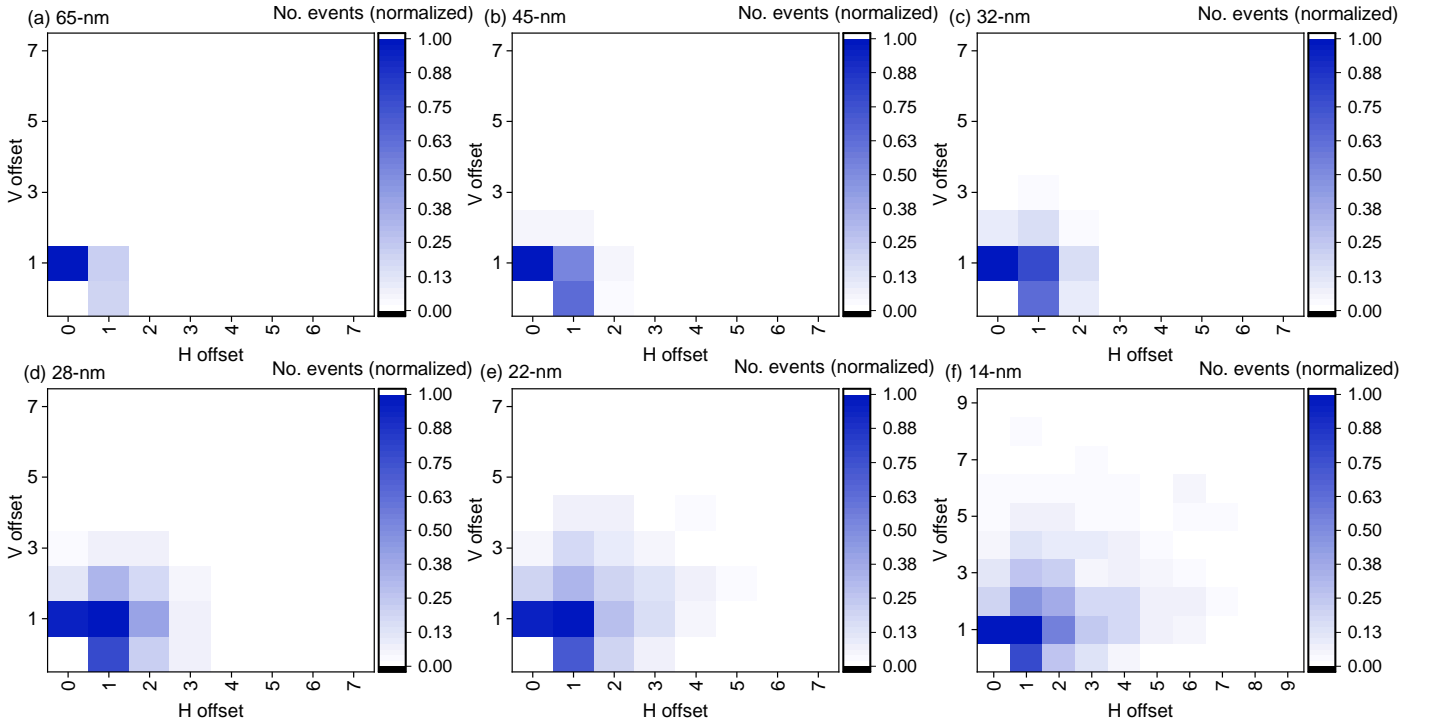 (a) 65-nm No. events (normalized) (b) 45-nm No. events (normalized) (c) 32-nm No. events (normalized)
7 1.00 7 1.00 7 1.00
0.88 0.88 0.88
5 0.75 5 0.75 5 0.75
V offset 0.63 V offset 0.63 V offset 0.63
0.50 0.50 0.50
3 0.38 3 0.38 3 0.38
0.25 0.25 0.25
1 0.13 1 0.13 1 0.13
0.00 0.00 0.00
0 1 2 3 4 5 6 7 0 1 2 3 4 5 6 7 0 1 2 3 4 5 6 7
H offset H offset H offset
(d) 28-nm No. events (normalized) (e) 22-nm No. events (normalized) (f) 14-nm No. events (normalized)
7 1.00 7 1.00 9 1.00
0.88 0.88 0.88
5 0.75 5 0.75 7 0.75
V offset 0.63 V offset 0.63 V offset 0.63
0.50 0.50 5 0.50
3 0.38 3 0.38 3 0.38
0.25 0.25 0.25
1 0.13 1 0.13 1 0.13
0.00 0.00 0.00
0 1 2 3 4 5 6 7 0 1 2 3 4 5 6 7 0 1 2 3 4 5 6 7 8 9
H offset H offset H offset